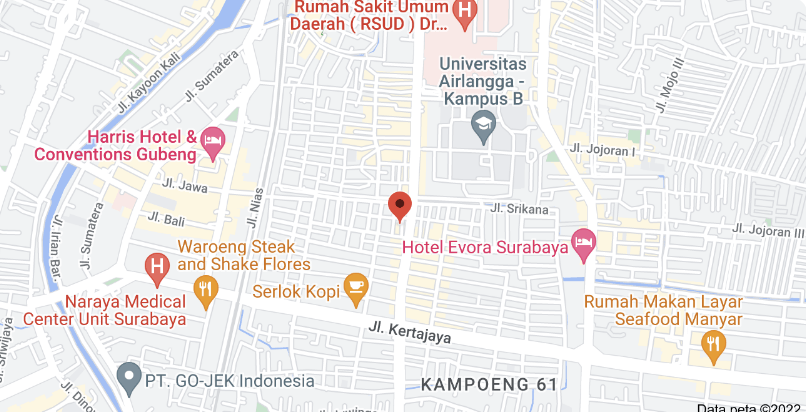 Rumah Sakit Umum
Daerah ( RSUD ) Dr...
Jl. Kayoon Kali
Jl. Sumatera
Universitas
Airlangga -
Kampus B
Jl. Mojo III
Harris Hotel &
Conventions Gubeng
Jl. Jojoran I
Jl. Jawa
Jl. Nias
Jl. Srikana
Jl. Bali
Jl. Sumatera
Jl. Irian Bar.
Jl. Jojoran III
Waroeng Steak
and Shake Flores
Hotel Evora Surabaya
Serlok Kopi
Naraya Medical
Center Unit Surabaya
Rumah Makan Layar
Seafood Manyar
Jl. Kertajaya
PT. GO-JEK Indonesia
KAMPOENG 61
Data peta ©2022